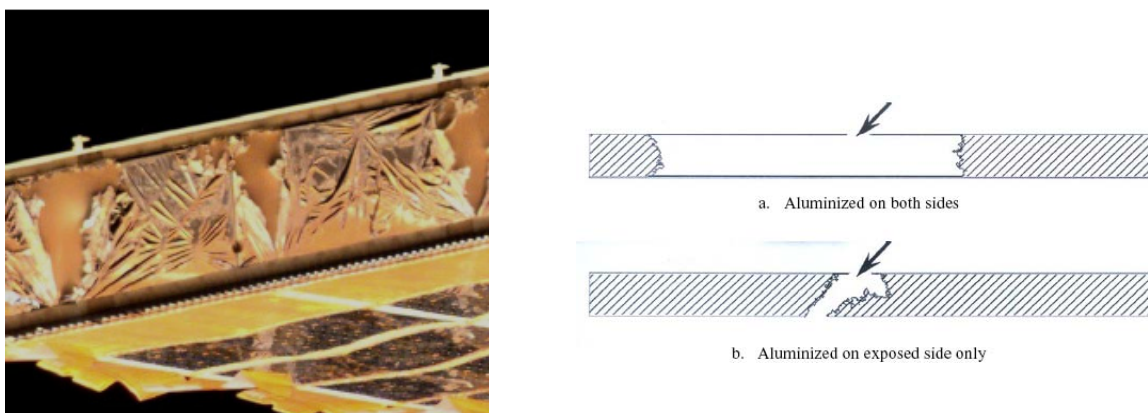 a. Aluminized on both sides
b. Aluminized on exposed side only